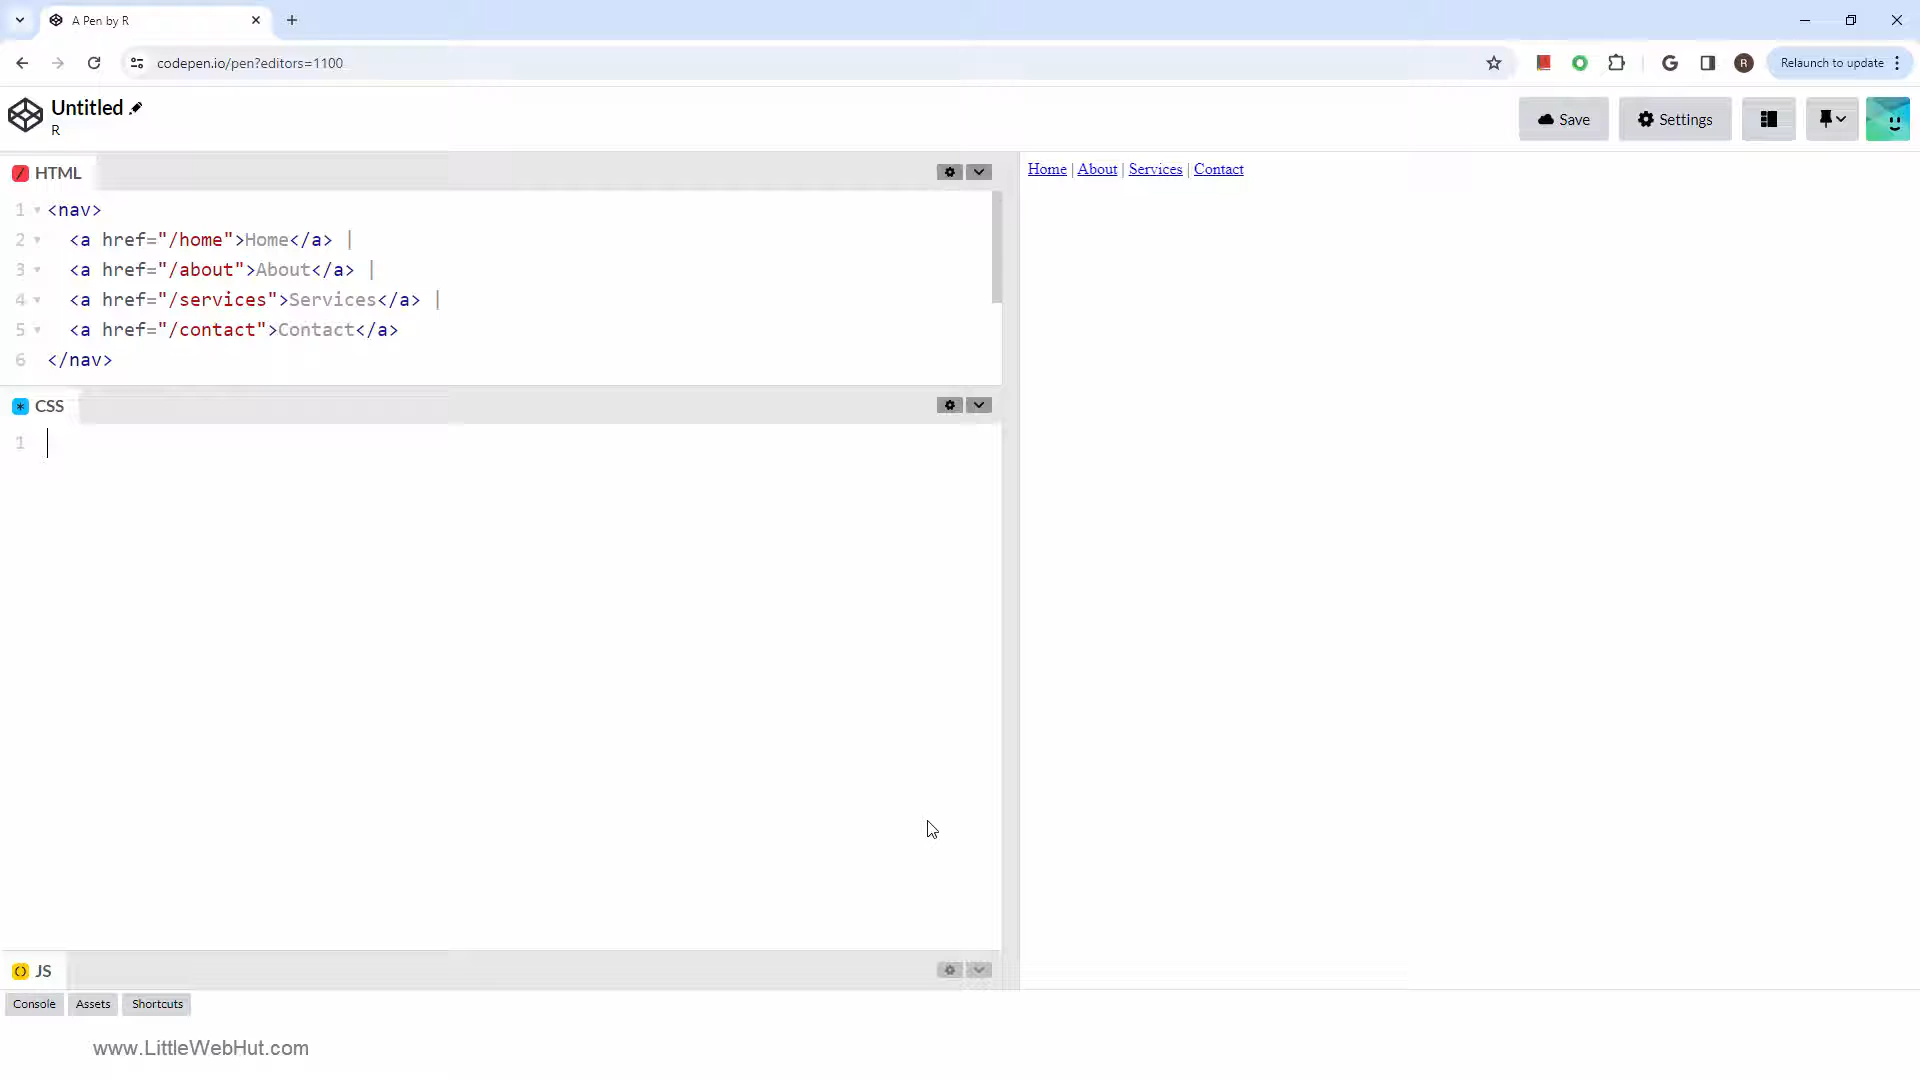 A Pen by R
codepen.io/pen?editors=1100
R
Relaunch to update
Untitled
R
Save
Settings
HTML
1 <nav>
2 <a href="/home">Home</a> |
3 <a href="/about">About</a> |
4 <a href="/services">Services</a> |
5 <a href="/contact">Contact</a>
6 </nav>
CSS
1
JS
Home | About | Services | Contact
Console Assets Shortcuts
www.LittleWebHut.com